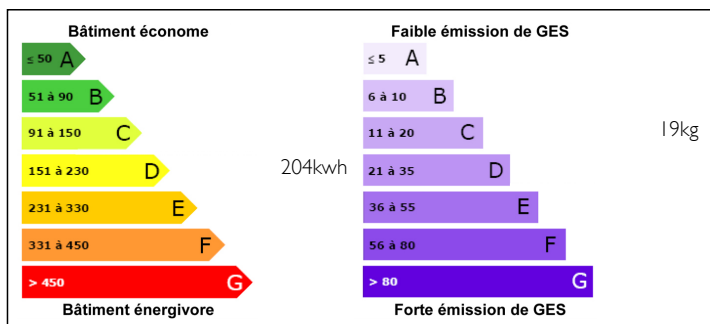 Bâtiment économe
≤ 50 A
51 à 90 B
91 à 150 C
151 à 230 D
204kwh
231 à 330 E
331 à 450 F
> 450 G
Bâtiment énergivore
Faible émission de GES
≤ 5 A
6 à 10 B
11 à 20 C
19kg
21 à 35 D
36 à 55 E
56 à 80 F
> 80 G
Forte émission de GES